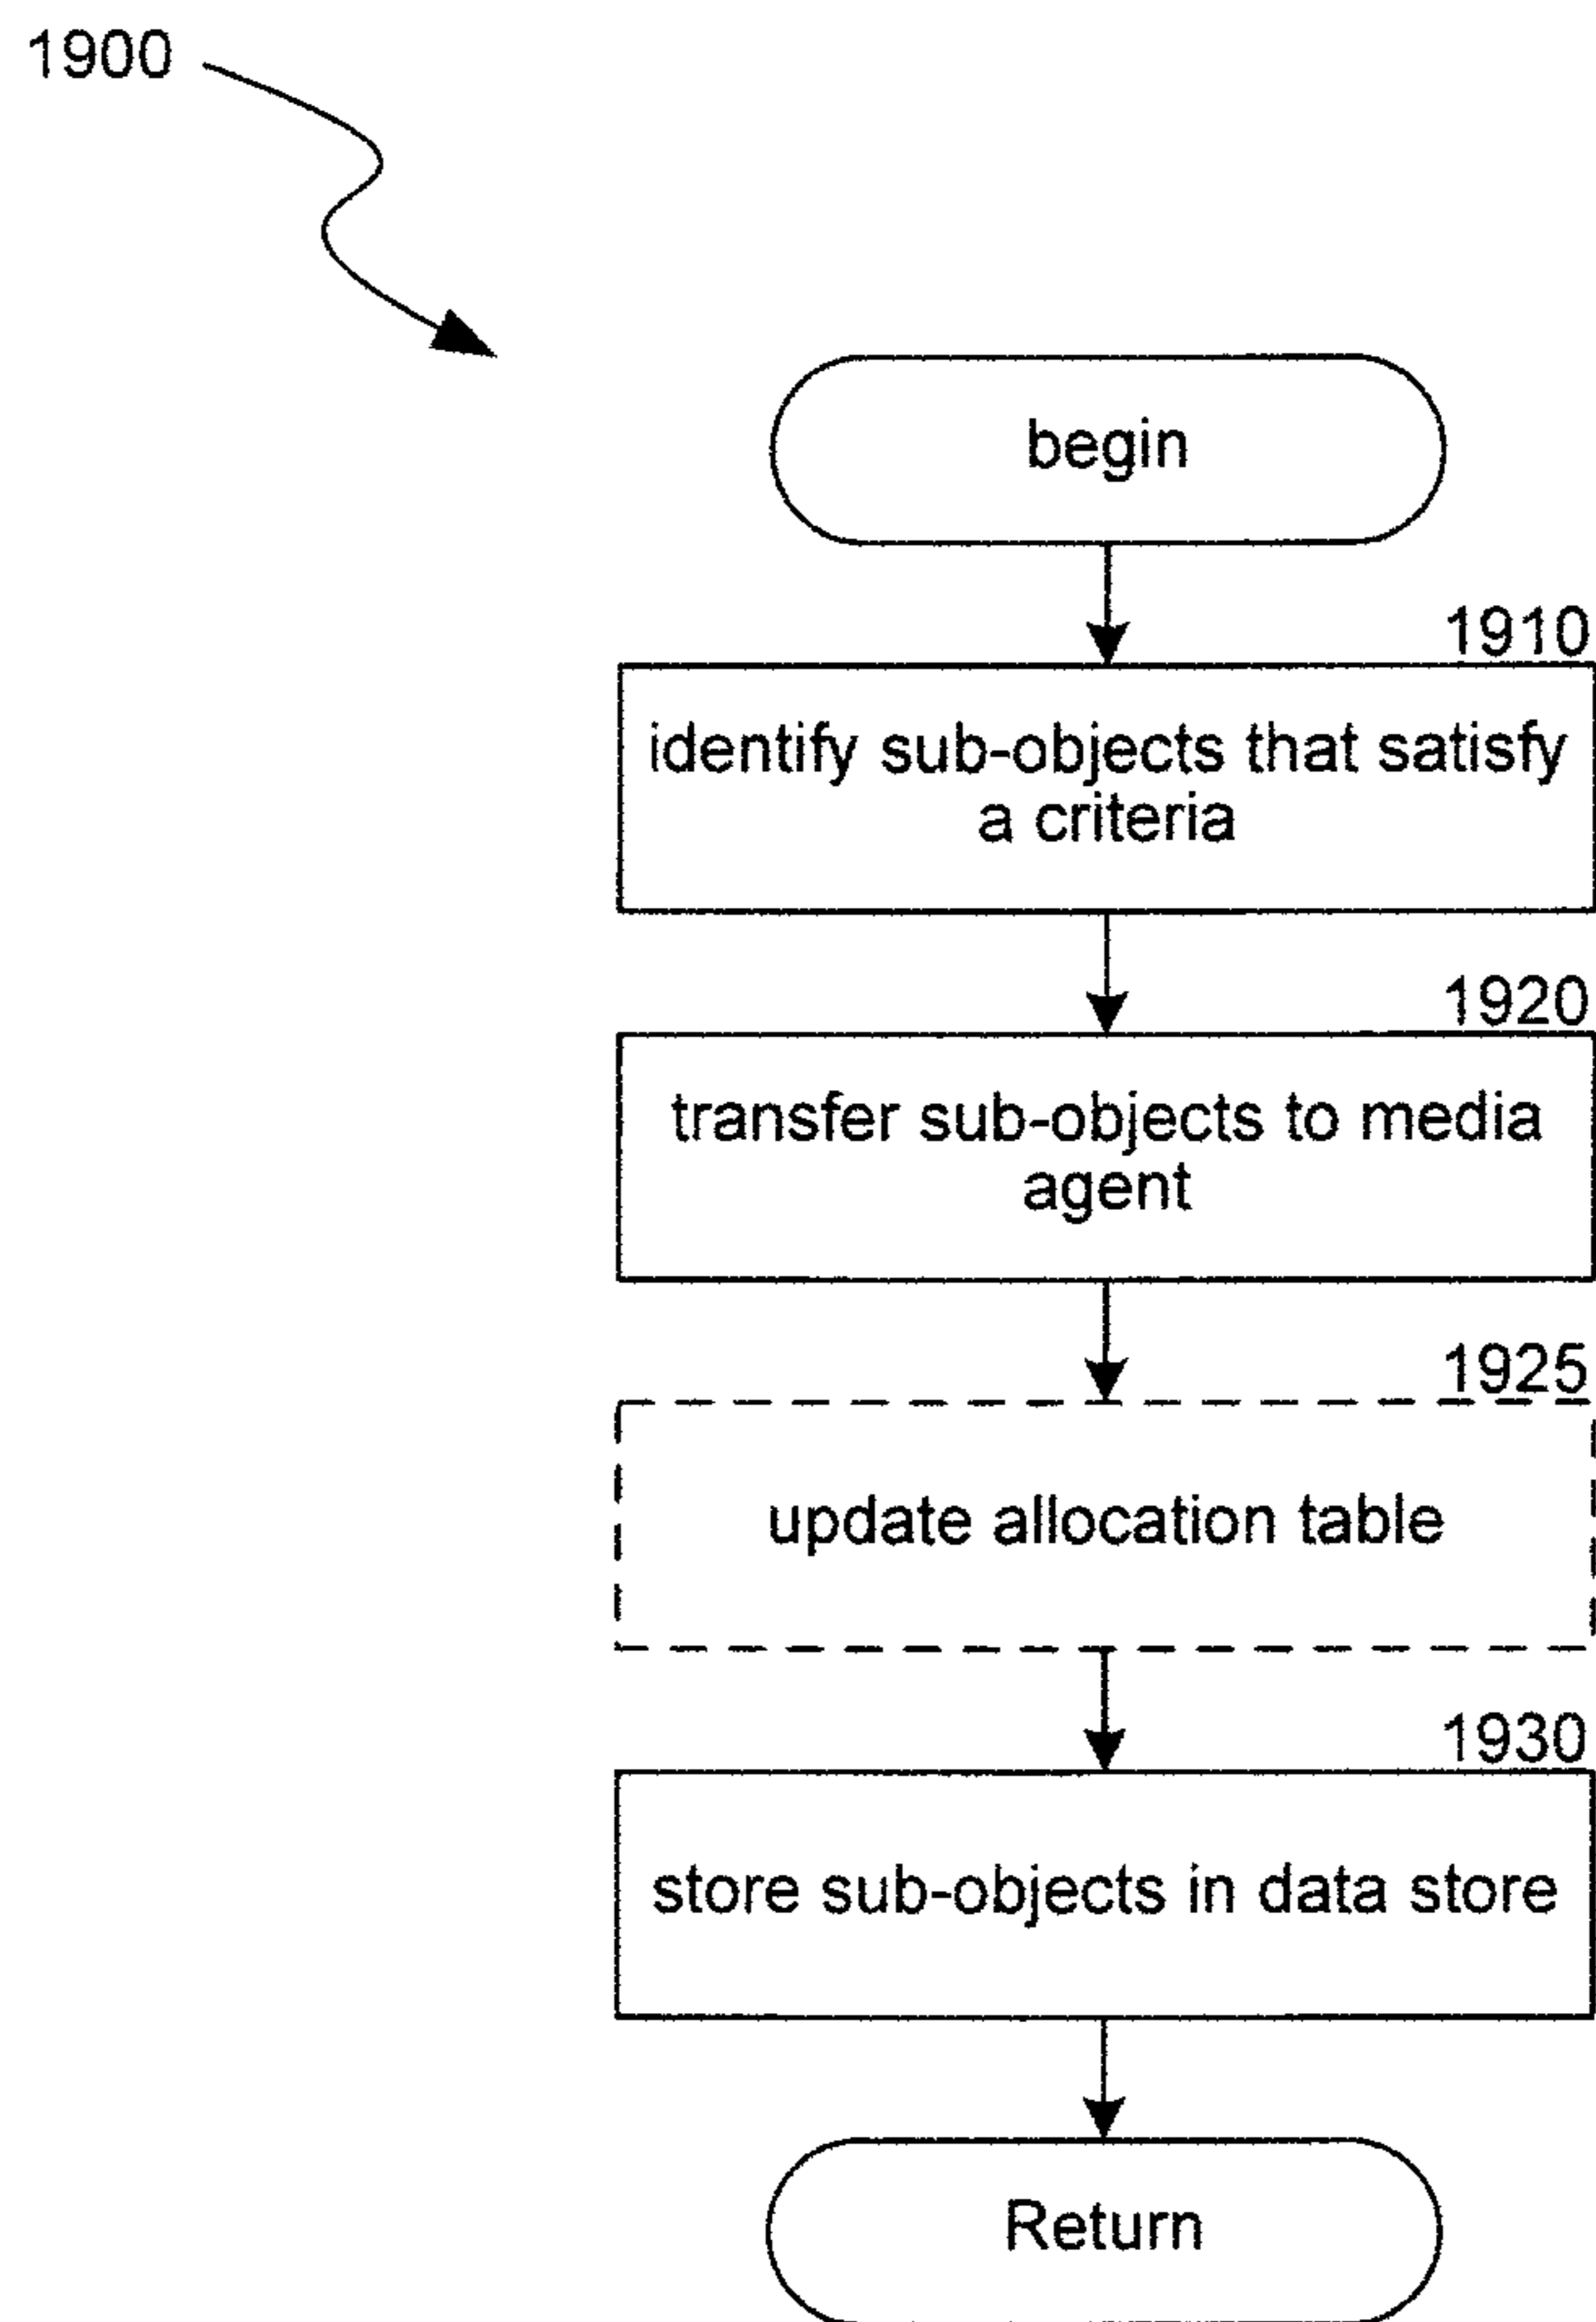 1900
begin
1910
identify sub-objects that satisfy
a criteria
1920
transfer sub-objects to media
agent
1925
update allocation table
1930
store sub-objects in data store
Return